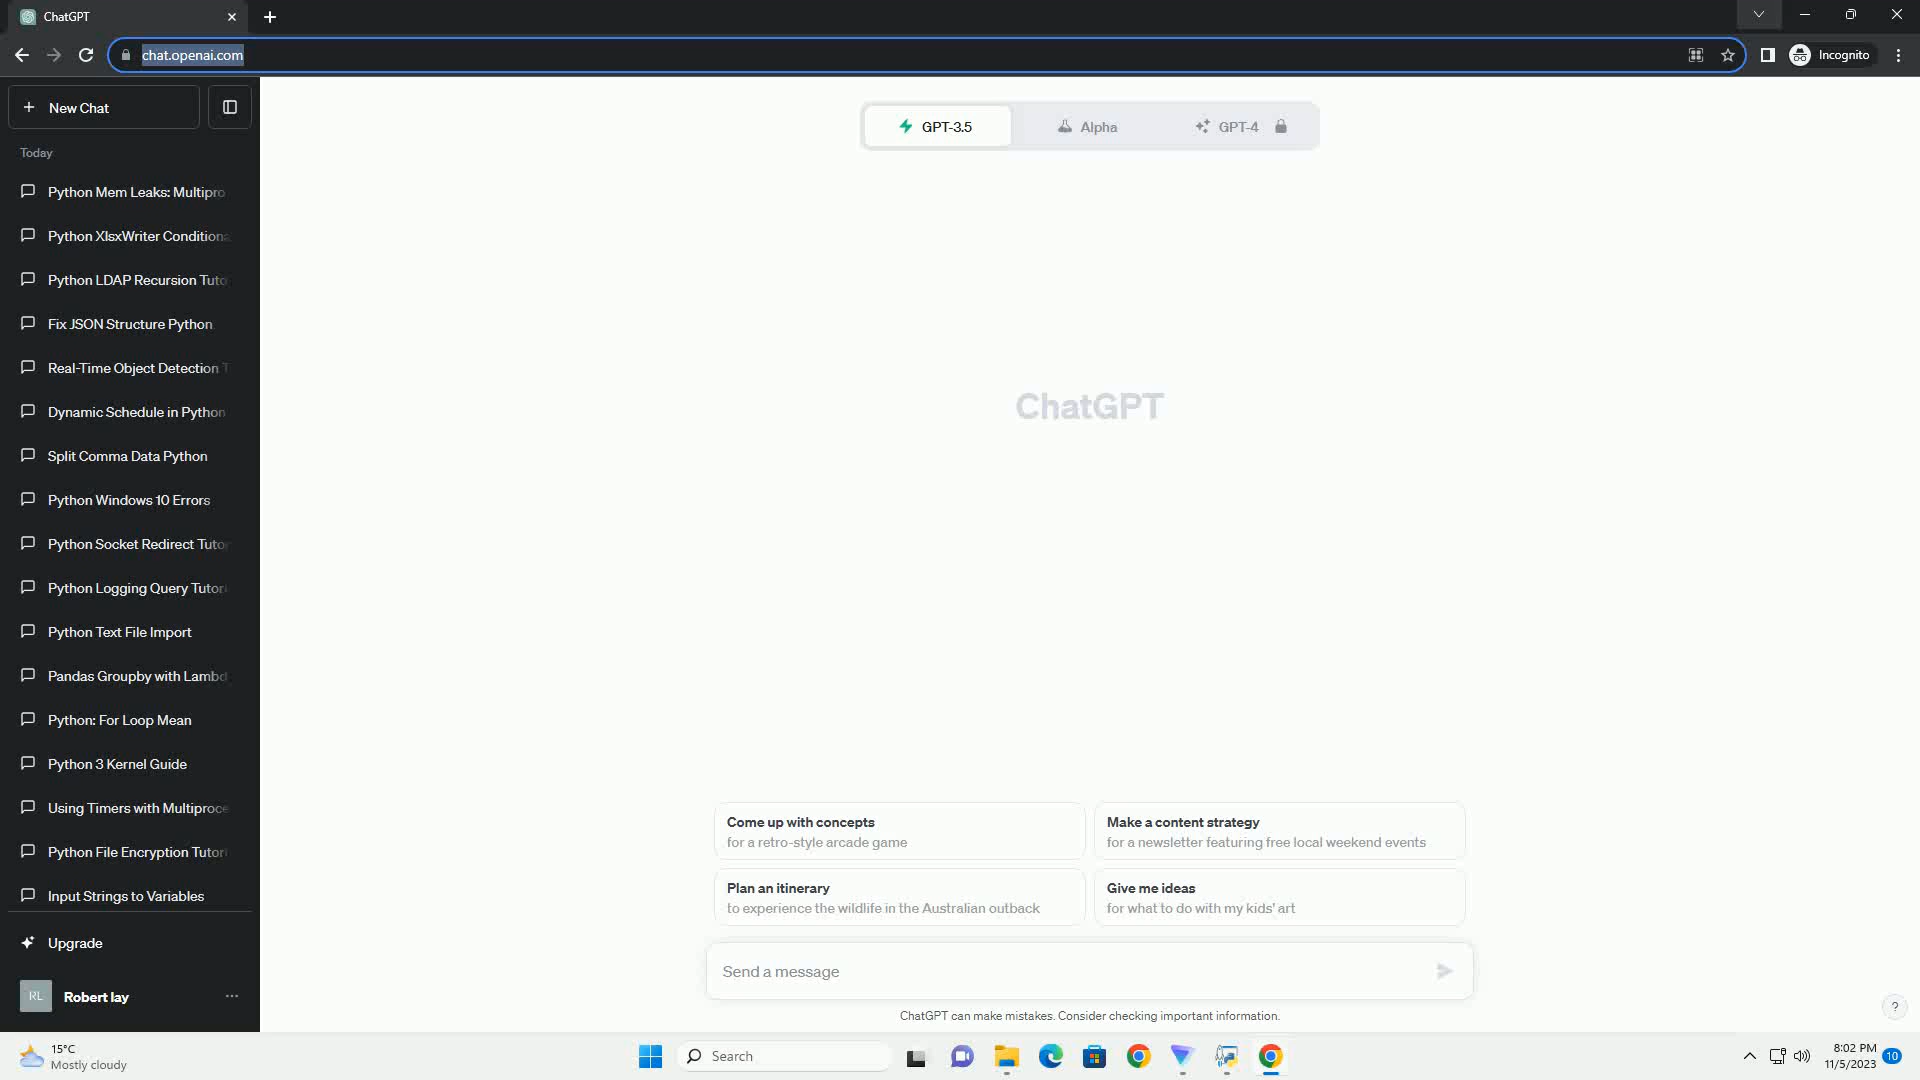 ChatGPT
chat.openai.com
Incognito
New Chat
GPT-3.5
Alpha
GPT-4
Today
Python Mem Leaks: Multipro
Python XlsxWriter Conditiona
Python LDAP Recursion Tuto
Fix JSON Structure Python
Real-Time Object Detection T
Dynamic Schedule in Python
Split Comma Data Python
Python Windows 10 Errors
Python Socket Redirect Tutor
Python Logging Query Tutori
Python Text File Import
Pandas Groupby with Lambd
Python: For Loop Mean
Python 3 Kernel Guide
Using Timers with Multiproce
Python File Encryption Tutori
Input Strings to Variables
Upgrade
RL
Robert lay
ChatGPT
Come up with concepts
for a retro-style arcade game
Make a content strategy
for a newsletter featuring free local weekend events
Plan an itinerary
to experience the wildlife in the Australian outback
Give me ideas
for what to do with my kids' art
Send a message
ChatGPT can make mistakes. Consider checking important information.
?
15°C
Mostly cloudy
Search
8:02 PM
11/5/2023
10